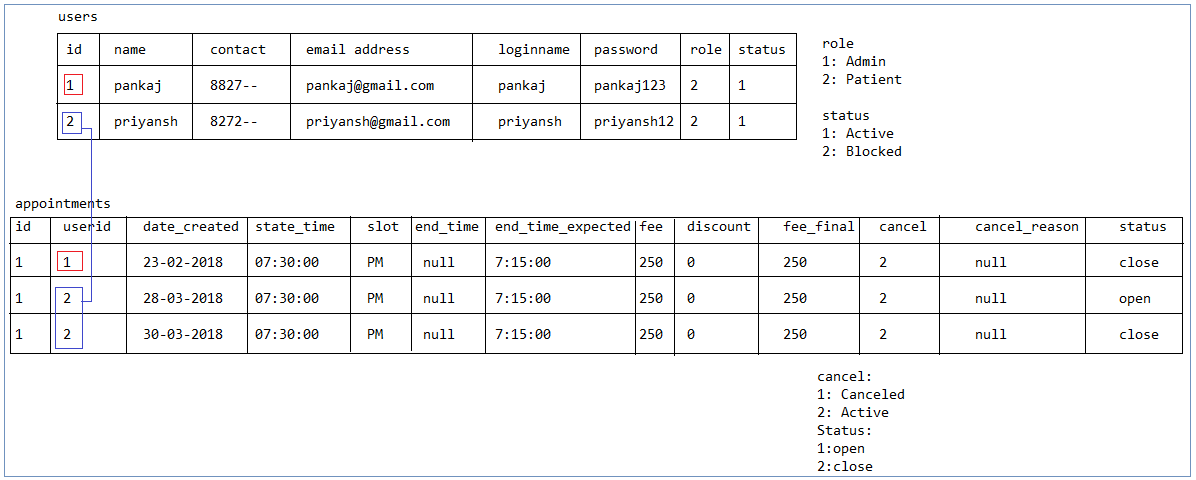 users
id name contact email address loginname password role status
1 pankaj 8827-- pankaj@gmail.com pankaj pankaj123 2 1
2 priyansh 8272-- priyansh@gmail.com priyansh priyansh12 2 1
role
1: Admin
2: Patient
status
1: Active
2: Blocked
appointments
id userid date_created state_time slot end_time end_time_expected fee discount fee_final cancel cancel_reason status
1 1 23-02-2018 07:30:00 PM null 7:15:00 250 0 250 2 null close
1 2 28-03-2018 07:30:00 PM null 7:15:00 250 0 250 2 null open
1 2 30-03-2018 07:30:00 PM null 7:15:00 250 0 250 2 null close
cancel:
1: Canceled
2: Active
Status:
1:open
2:close